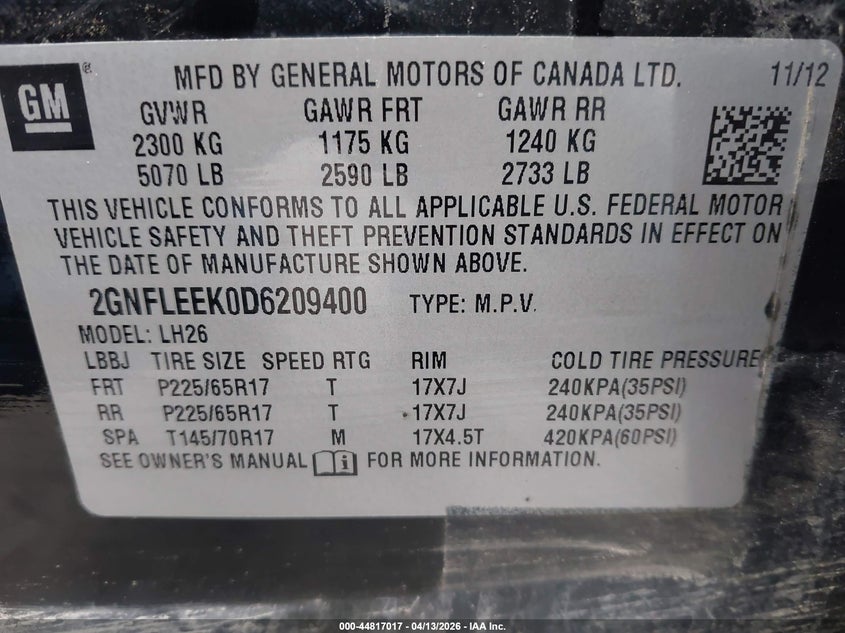 GM
®
MFD BY GENERAL MOTORS OF CANADA LTD. 11/12
GVWR GAWR FRT GAWR RR
2300 KG 1175 KG 1240 KG
5070 LB 2590 LB 2733 LB
THIS VEHICLE CONFORMS TO ALL APPLICABLE U.S. FEDERAL MOTOR
VEHICLE SAFETY AND THEFT PREVENTION STANDARDS IN EFFECT ON
THE DATE OF MANUFACTURE SHOWN ABOVE.
2GNFLEEK0D6209400 TYPE: M.P.V.
MODEL: LH26
LBBJ TIRE SIZE SPEED RTG RIM COLD TIRE PRESSURE
FRT P225/65R17 T 17X7J 240KPA(35PSI)
RR P225/65R17 T 17X7J 240KPA(35PSI)
SPA T145/70R17 M 17X4.5T 420KPA(60PSI)
SEE OWNER'S MANUAL i FOR MORE INFORMATION.
000-44817017 - 04/13/2026 - IAA Inc.